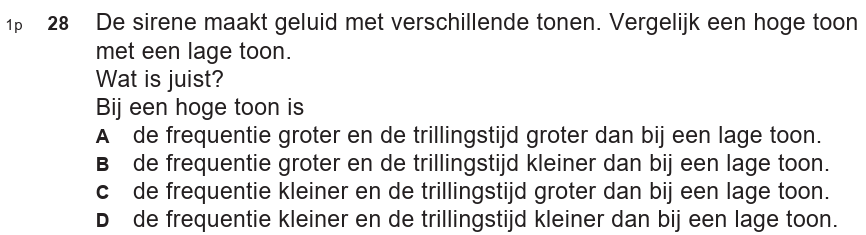 1p 28 De sirene maakt geluid met verschillende tonen. Vergelijk een hoge toon
met een lage toon.
Wat is juist?
Bij een hoge toon is
A de frequentie groter en de trillingstijd groter dan bij een lage toon.
B de frequentie groter en de trillingstijd kleiner dan bij een lage toon.
C de frequentie kleiner en de trillingstijd groter dan bij een lage toon.
D de frequentie kleiner en de trillingstijd kleiner dan bij een lage toon.